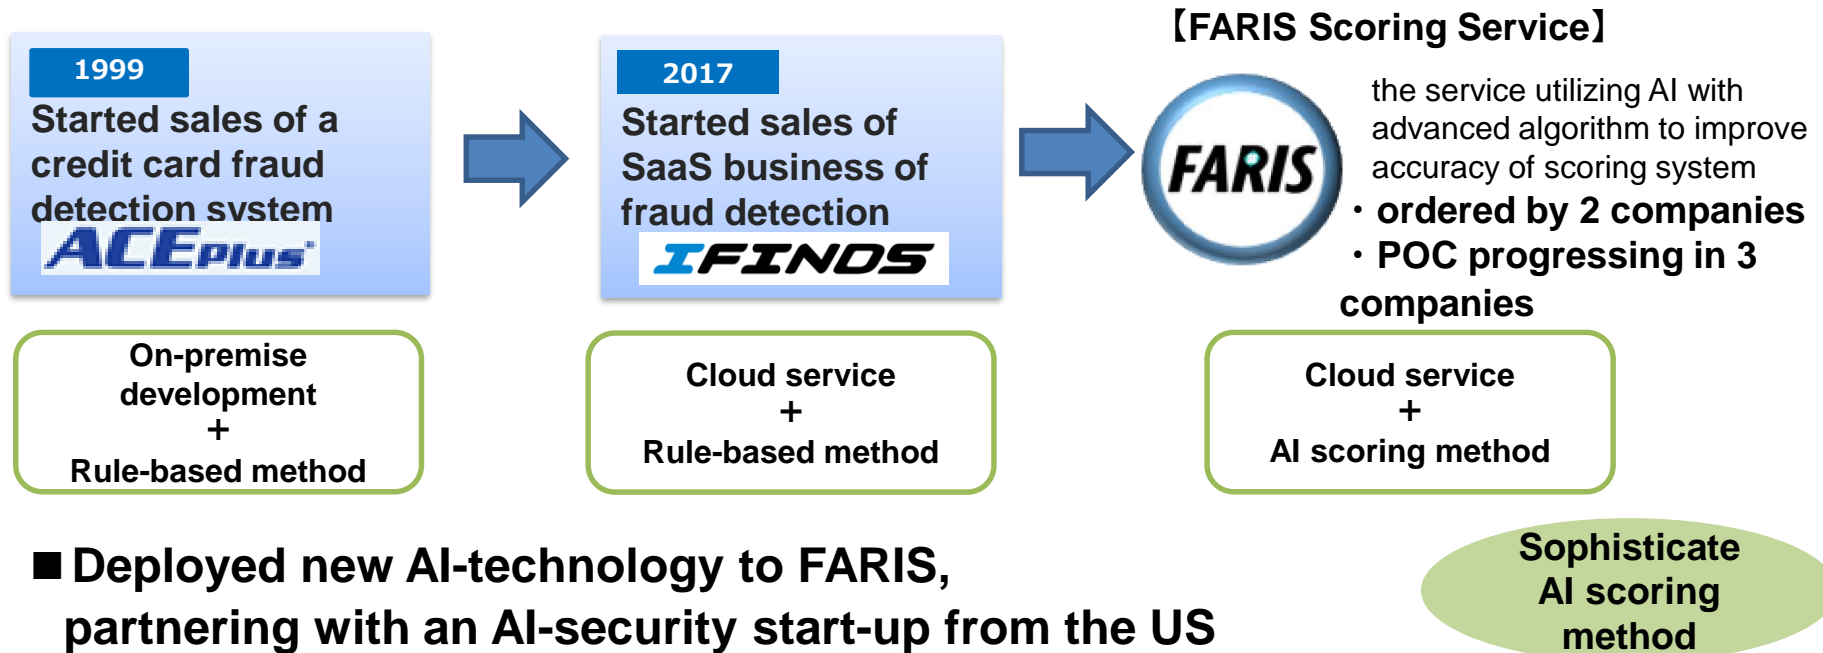 1999
Started sales of a
credit card fraud
detection system
ACEplus
2017
Started sales of
SaaS business of
fraud detection
IFINDS
【FARIS Scoring Service】
FARIS
the service utilizing AI with
advanced algorithm to improve
accuracy of scoring system
・ordered by 2 companies
・POC progressing in 3
companies
On-premise
development
+
Rule-based method
Cloud service
+
Rule-based method
Cloud service
+
AI scoring method
■ Deployed new AI-technology to FARIS,
partnering with an AI-security start-up from the US
Sophisticate
AI scoring
method